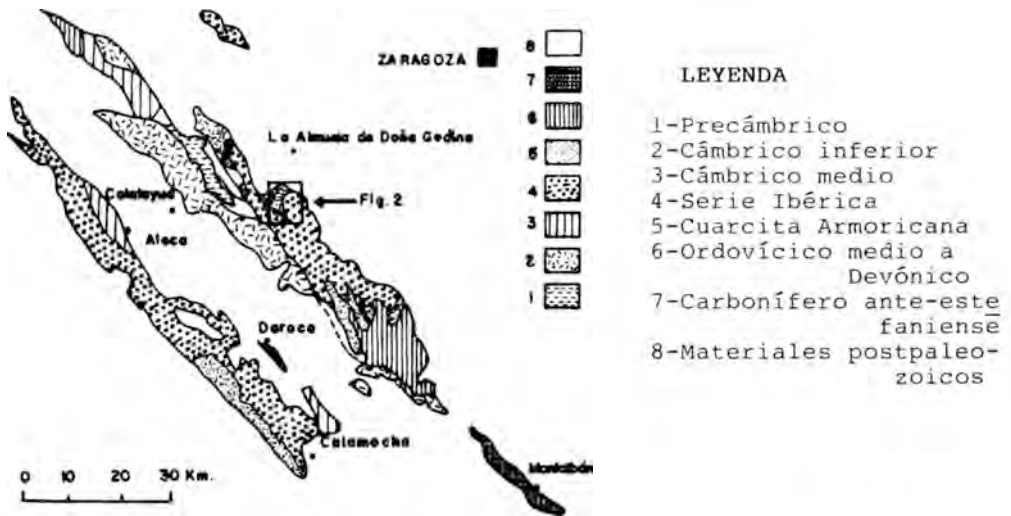 ZARAGOZA
La Almunia de Doña Godina
Calatayud
Fig. 2
Ateca
Daroca
Calamocha
Montalbán
0 10 20 30 Km.
8
7
6
5
4
3
2
1
LEYENDA
1-Precámbrico
2-Cámbrico inferior
3-Cámbrico medio
4-Serie Ibérica
5-Cuarcita Armoricana
6-Ordovícico medio a
Devónico
7-Carbonífero ante-este
faniense
8-Materiales postpaleo-
zoicos